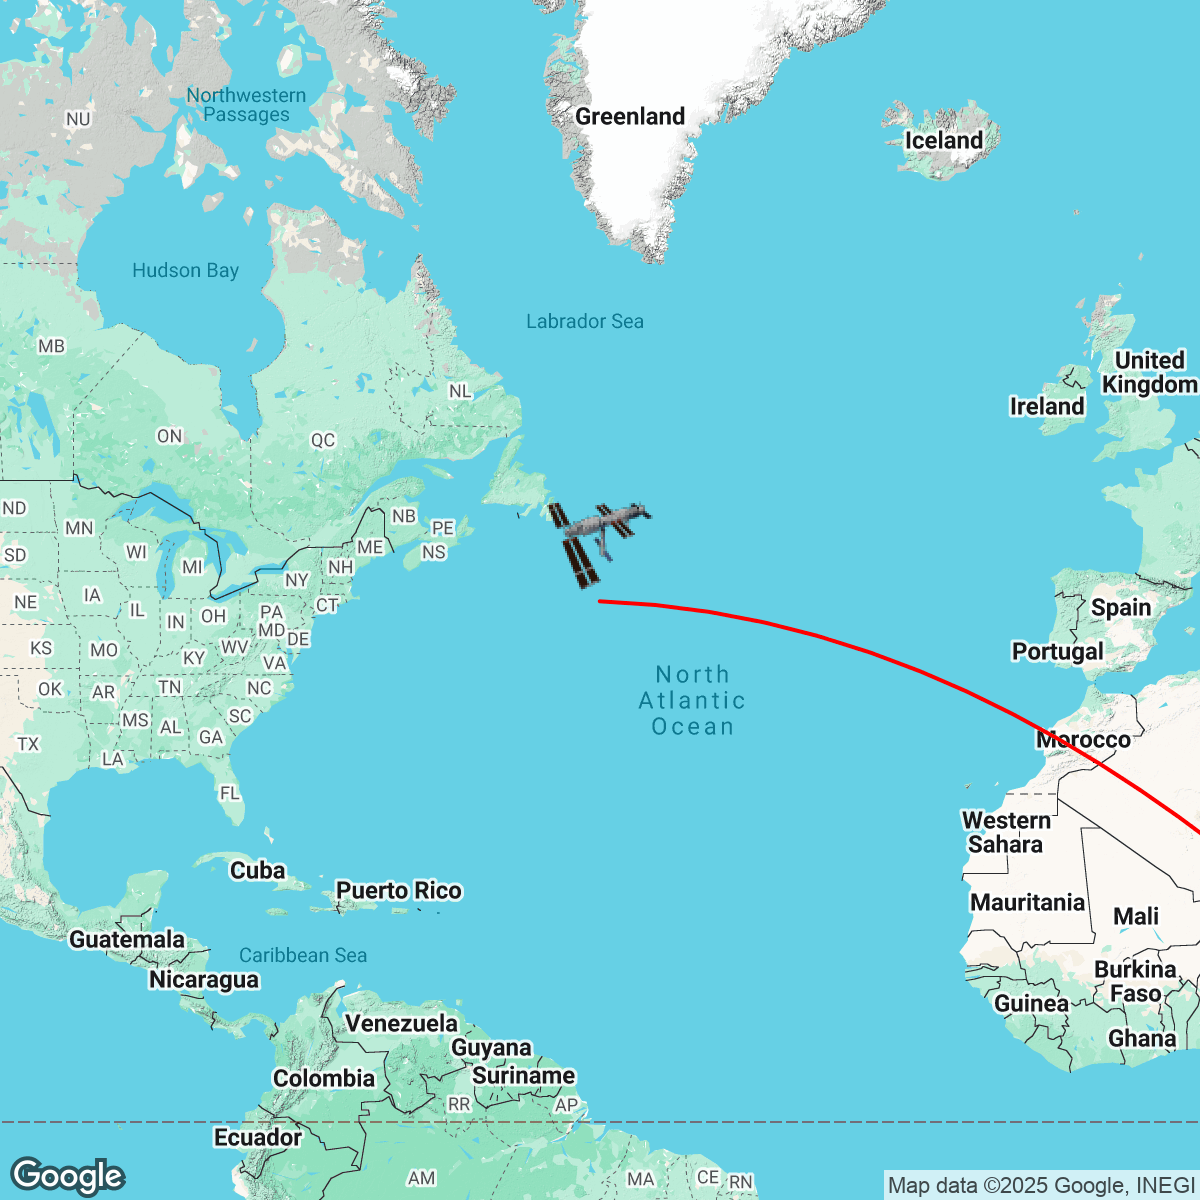 Northwestern
Passages
NU
Greenland
Iceland
Hudson Bay
Labrador Sea
MB
United
Kingdom
NL
Ireland
ON
QC
ND
NB
MN
PE
SD
WI
ME
NS
MI
NH
NY
IA
NE
CT
IL
PA
Spain
OH
IN
MD
DE
KS
MO
WV
Portugal
KY
VA
North
Atlantic
Ocean
OK
AR
TN
NC
MS
SC
AL
GA
Morocco
TX
LA
FL
Western
Sahara
Cuba
Puerto Rico
Mauritania
Mali
Guatemala
Caribbean Sea
Nicaragua
Burkina
Faso
Guinea
Venezuela
Ghana
Guyana
Colombia
Suriname
RR
AP
Ecuador
AM
MA
CE
RN
Google
Map data ©2025 Google, INEGI